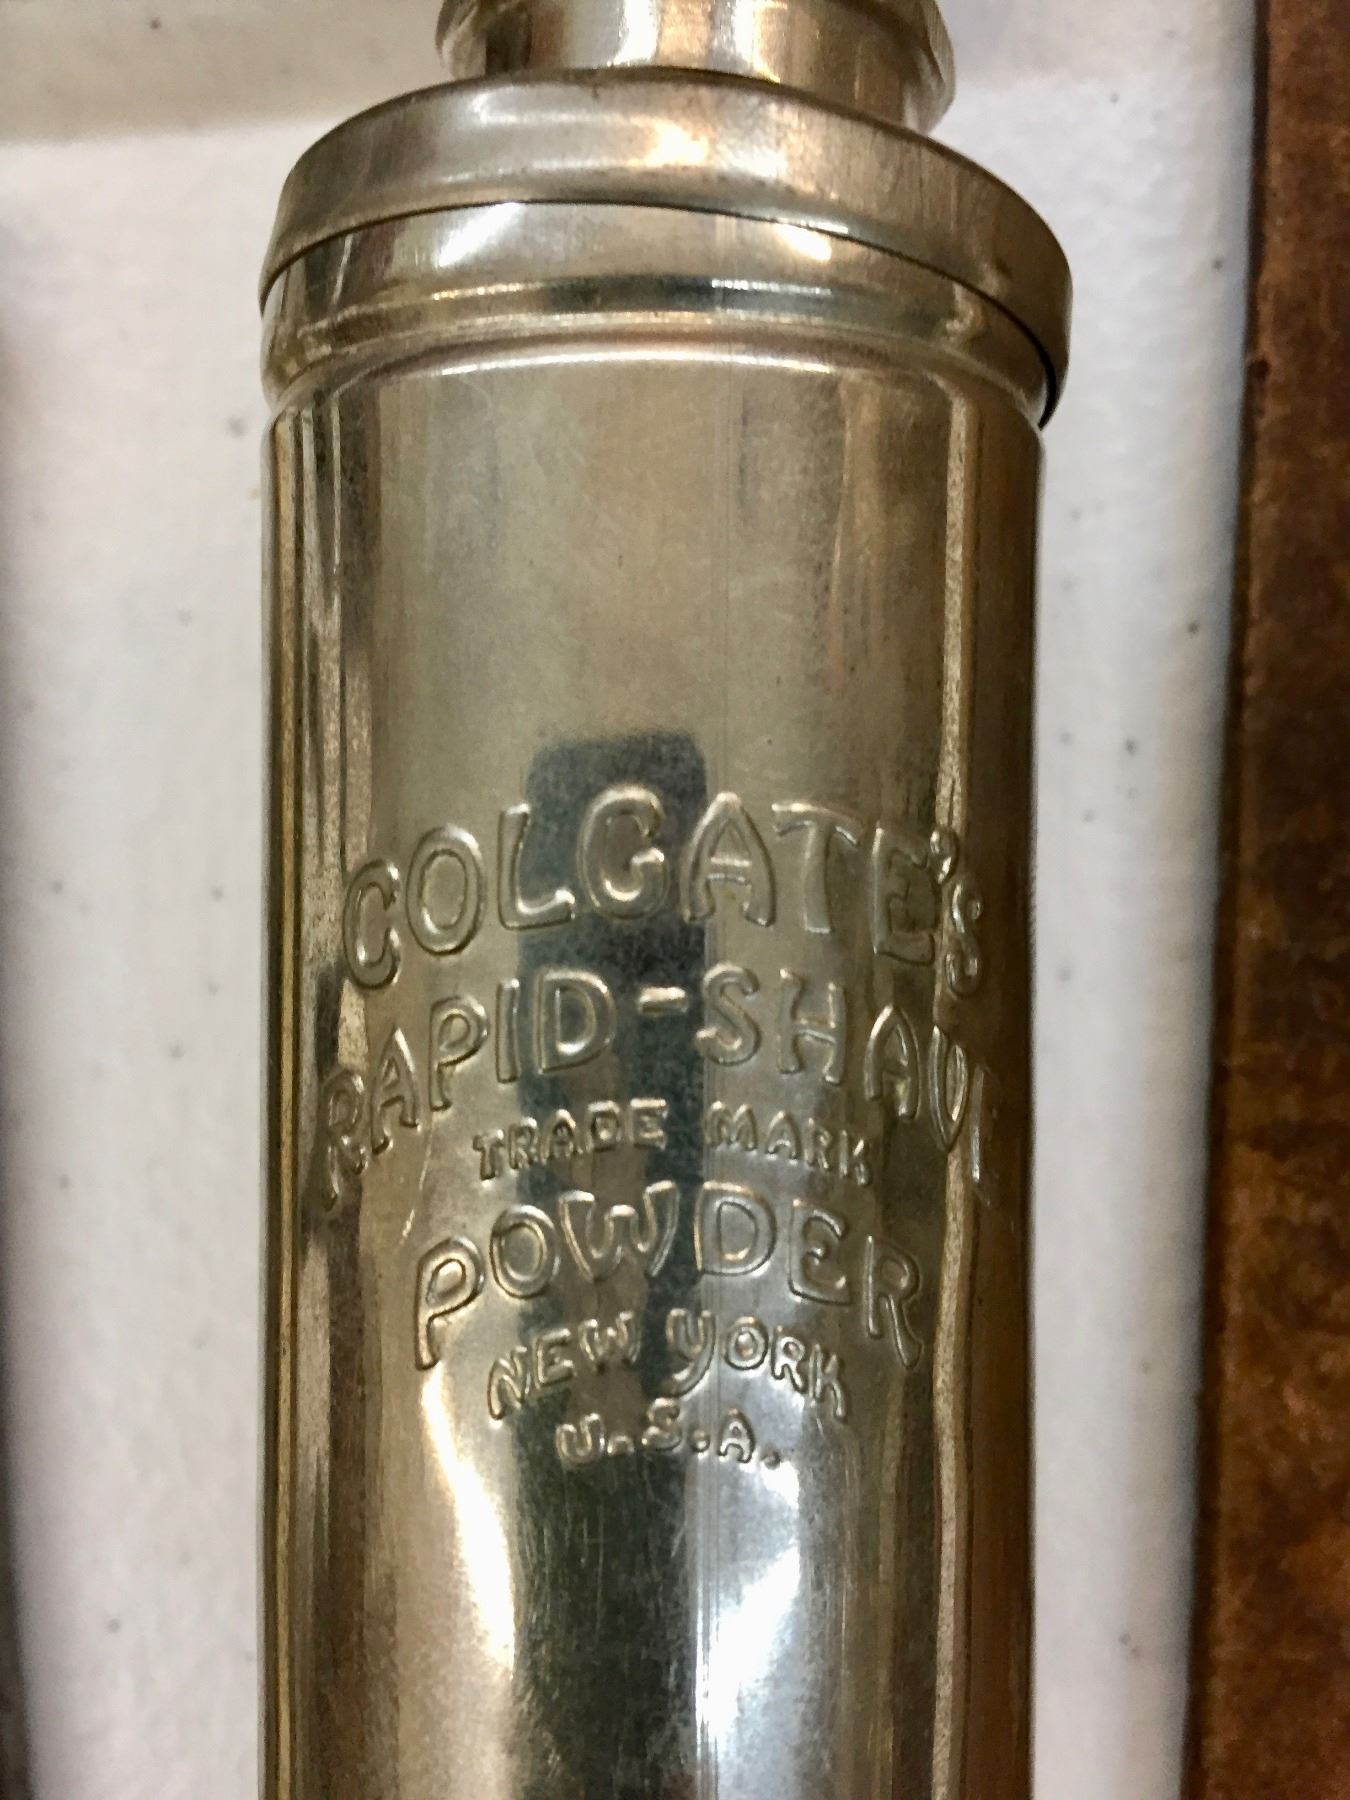 COLGATE'S
RAPID-SHAVE
TRADE MARK
POWDER
NEW YORK
U.S.A.